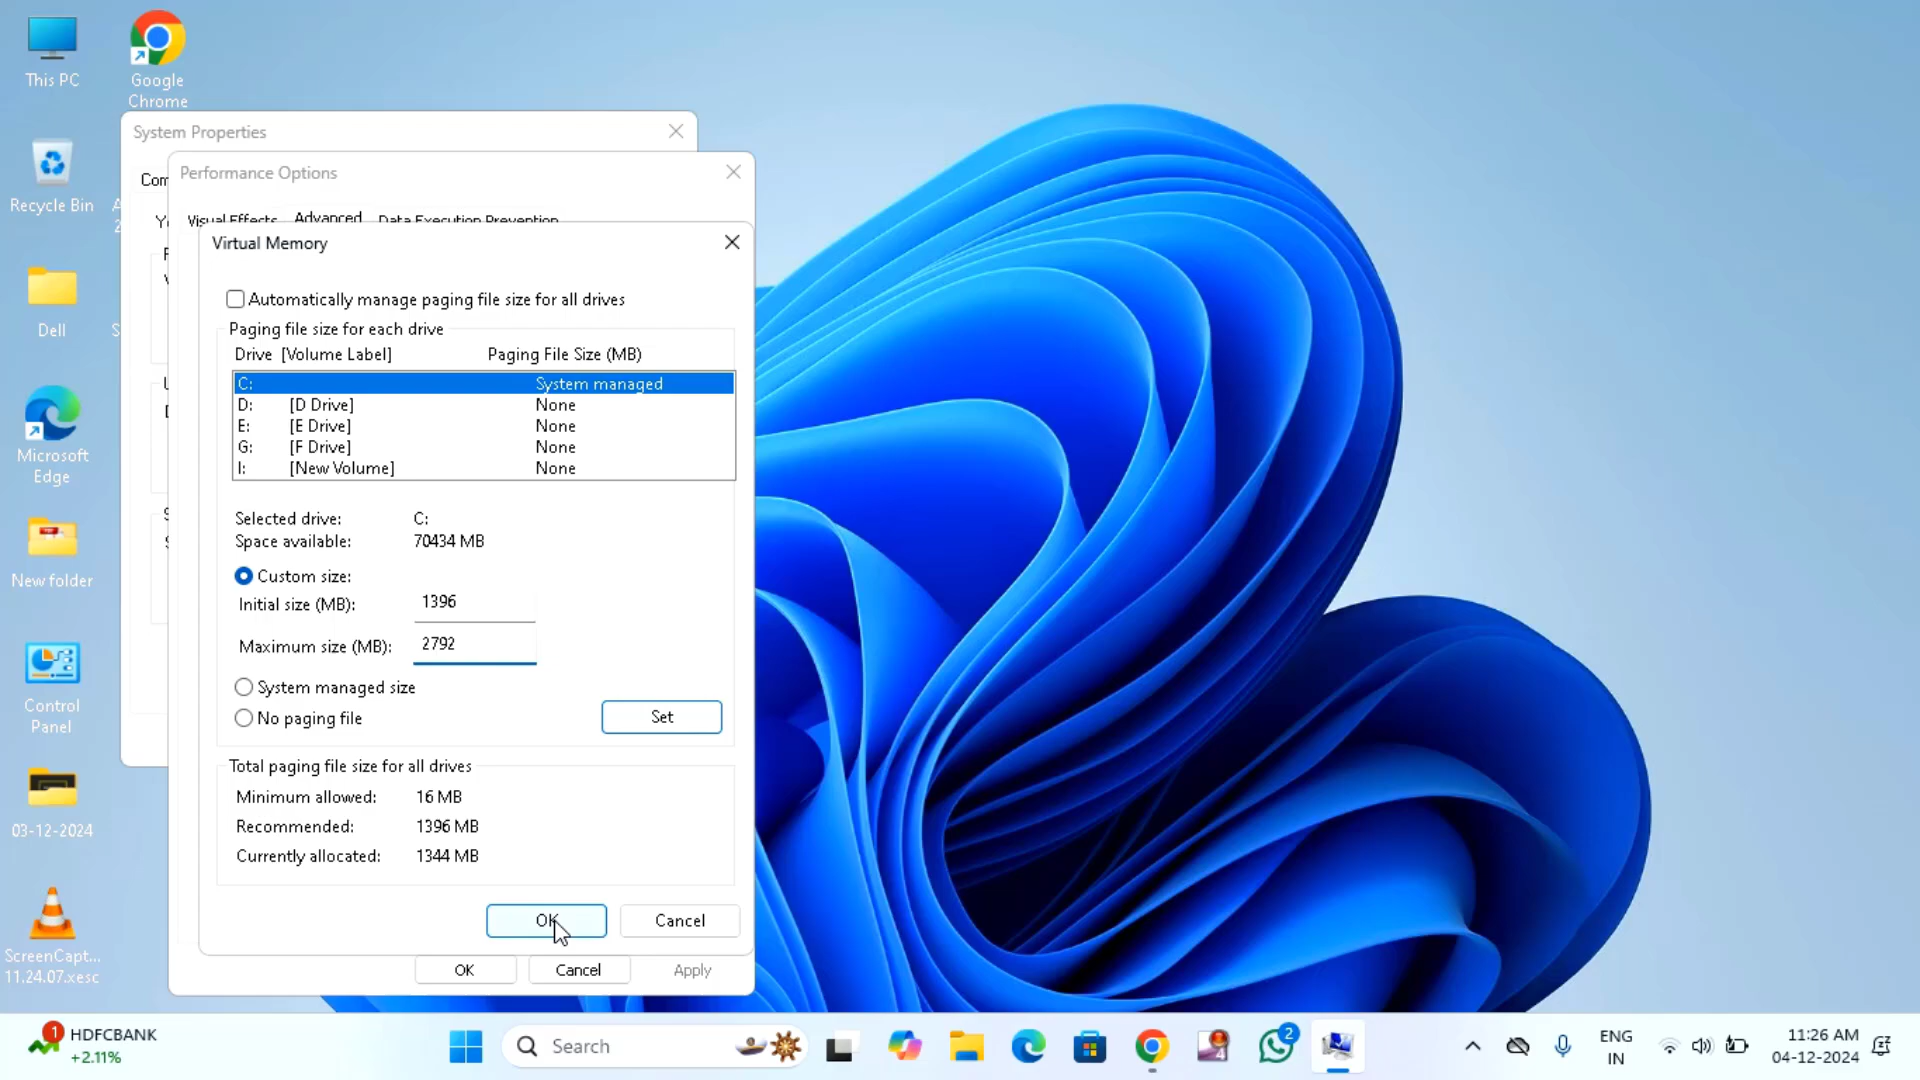 This PC
Google
Chrome
Recycle Bin
Dell
Microsoft
Edge
New folder
Control
Panel
03-12-2024
ScreenCapt...
11.24.07.xesc
System Properties
Com
Performance Options
Visual Effects Advanced Data Execution Prevention
Virtual Memory
Automatically manage paging file size for all drives
Paging file size for each drive
Drive [Volume Label] Paging File Size (MB)
C: System managed
D: [D Drive] None
E: [E Drive] None
G: [F Drive] None
I: [New Volume] None
Selected drive: C:
Space available: 70434 MB
Custom size:
Initial size (MB): 1396
Maximum size (MB): 2792
System managed size
No paging file
Set
Total paging file size for all drives
Minimum allowed: 16 MB
Recommended: 1396 MB
Currently allocated: 1344 MB
OK Cancel
OK Cancel Apply
1 HDFCBANK
+2.11%
Search
4
2
ENG
IN
11:26 AM
04-12-2024